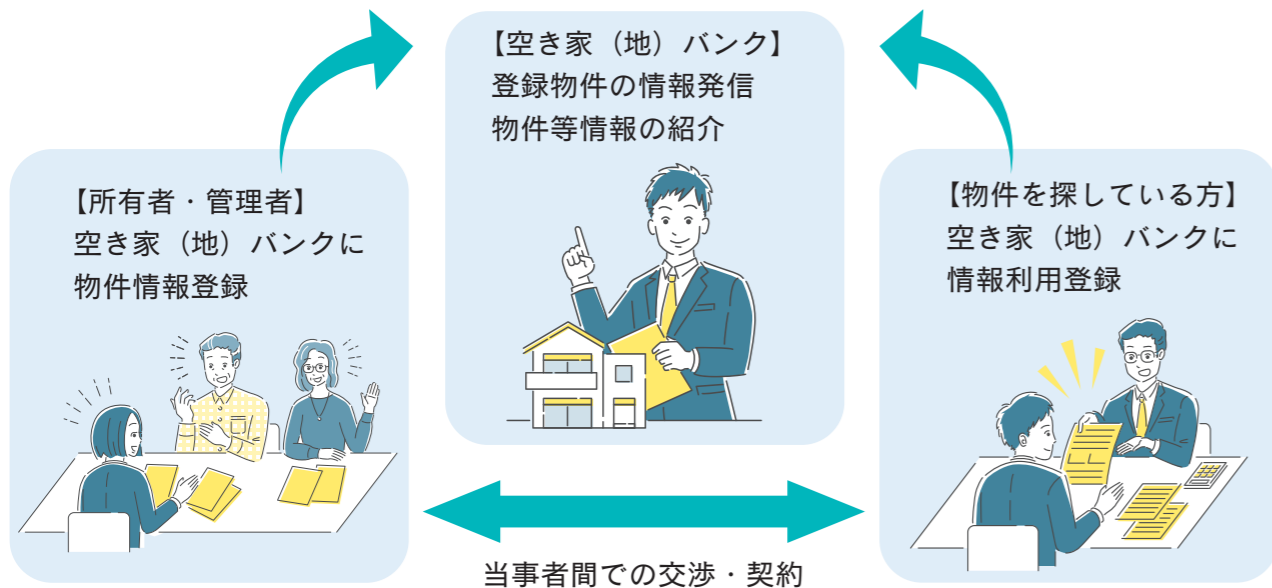 【空き家（地）バンク】
登録物件の情報発信
物件等情報の紹介
【所有者・管理者】
空き家（地）バンクに
物件情報登録
【物件を探している方】
空き家（地）バンクに
情報利用登録
当事者間での交渉・契約